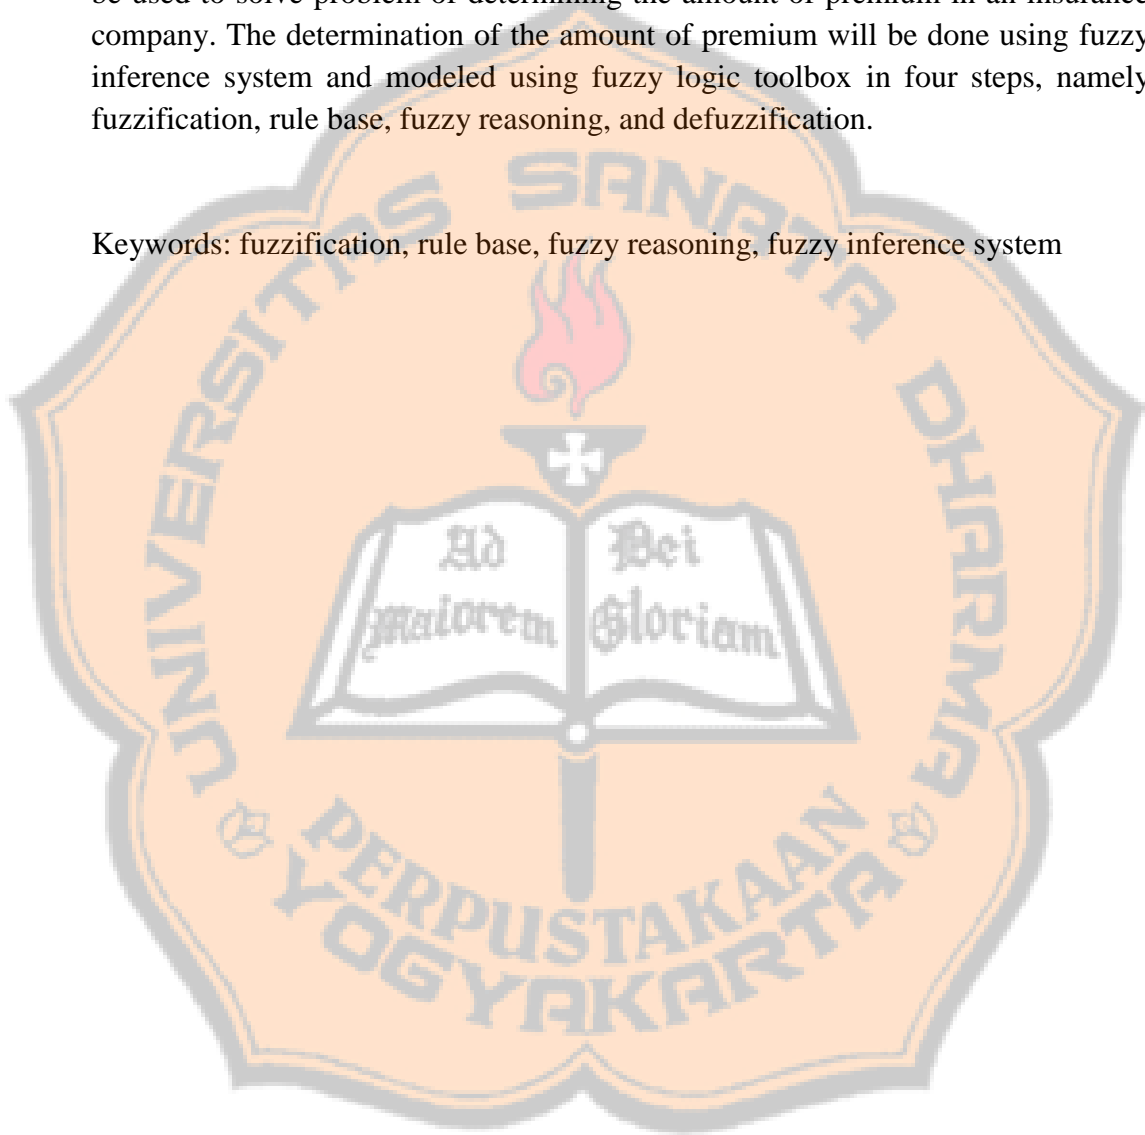 be used to solve problem of determining the amount of premium in an insurance
company. The determination of the amount of premium will be done using fuzzy
inference system and modeled using fuzzy logic toolbox in four steps, namely
fuzzification, rule base, fuzzy reasoning, and defuzzification.
Keywords: fuzzification, rule base, fuzzy reasoning, fuzzy inference system
UNIVERSITAS SANATA DHARMA
Ad
Maiorem
Dei
Gloriam
PERPUSTAKAAN
YOGYAKARTA